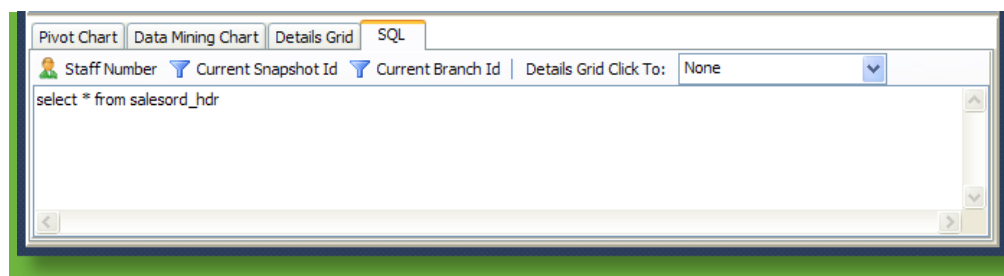 Pivot Chart Data Mining Chart Details Grid SQL
Staff Number Current Snapshot Id Current Branch Id Details Grid Click To: None
select * from salesord_hdr